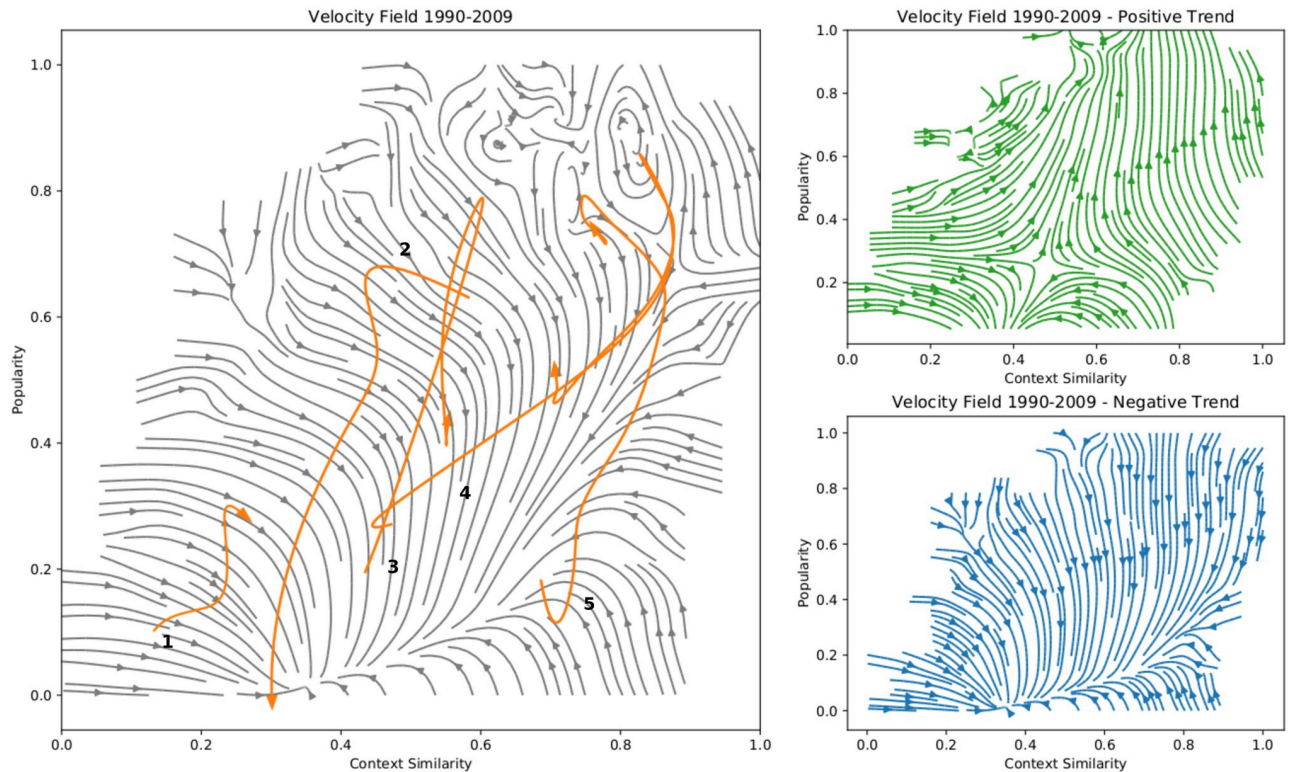 Velocity Field 1990-2009
Popularity
1.0
0.8
0.6
0.4
0.2
0.0
2
4
3
5
1
0.0 0.2 0.4 0.6 0.8 1.0
Context Similarity
Velocity Field 1990-2009 - Positive Trend
Popularity
1.0
0.8
0.6
0.4
0.2
0.0 0.2 0.4 0.6 0.8 1.0
Context Similarity
Velocity Field 1990-2009 - Negative Trend
Popularity
1.0
0.8
0.6
0.4
0.2
0.0
0.0 0.2 0.4 0.6 0.8 1.0
Context Similarity